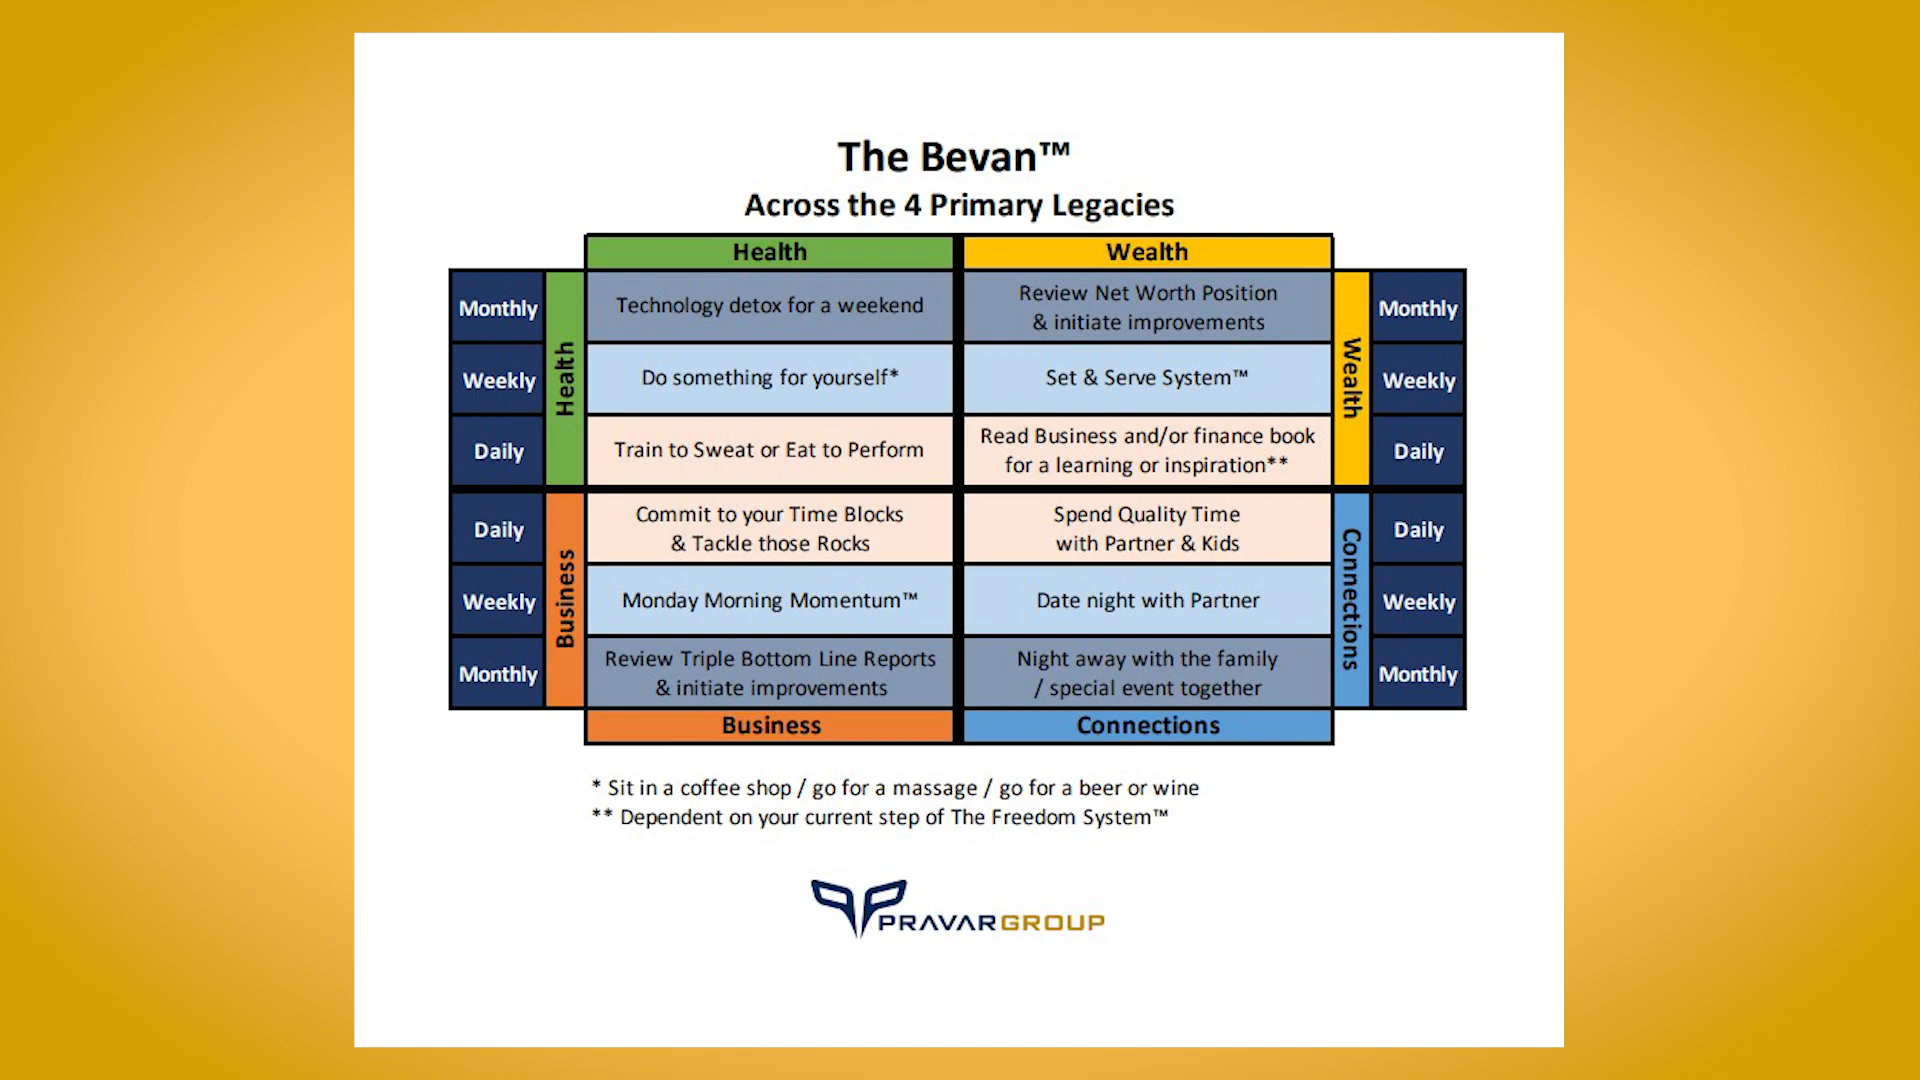 The Bevan™
Across the 4 Primary Legacies
Health Wealth
Monthly Technology detox for a weekend Review Net Worth Position Monthly
& initiate improvements
Health Wealth
Weekly Do something for yourself* Set & Serve System™ Weekly
Daily Train to Sweat or Eat to Perform Read Business and/or finance book Daily
for a learning or inspiration**
Daily Commit to your Time Blocks Spend Quality Time Daily
& Tackle those Rocks with Partner & Kids
Business Connections
Weekly Monday Morning Momentum™ Date night with Partner Weekly
Monthly Review Triple Bottom Line Reports Night away with the family Monthly
& initiate improvements / special event together
Business Connections
* Sit in a coffee shop / go for a massage / go for a beer or wine
** Dependent on your current step of The Freedom System™
PRAVARGROUP